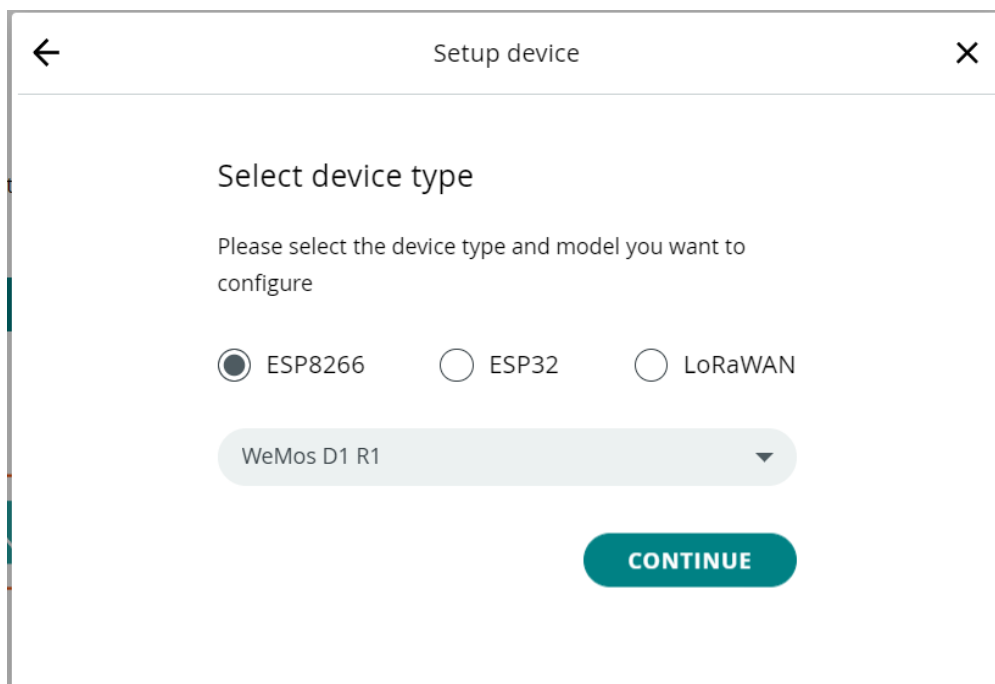 Setup device
Select device type
Please select the device type and model you want to
configure
ESP8266 ESP32 LoRaWAN
WeMos D1 R1
CONTINUE